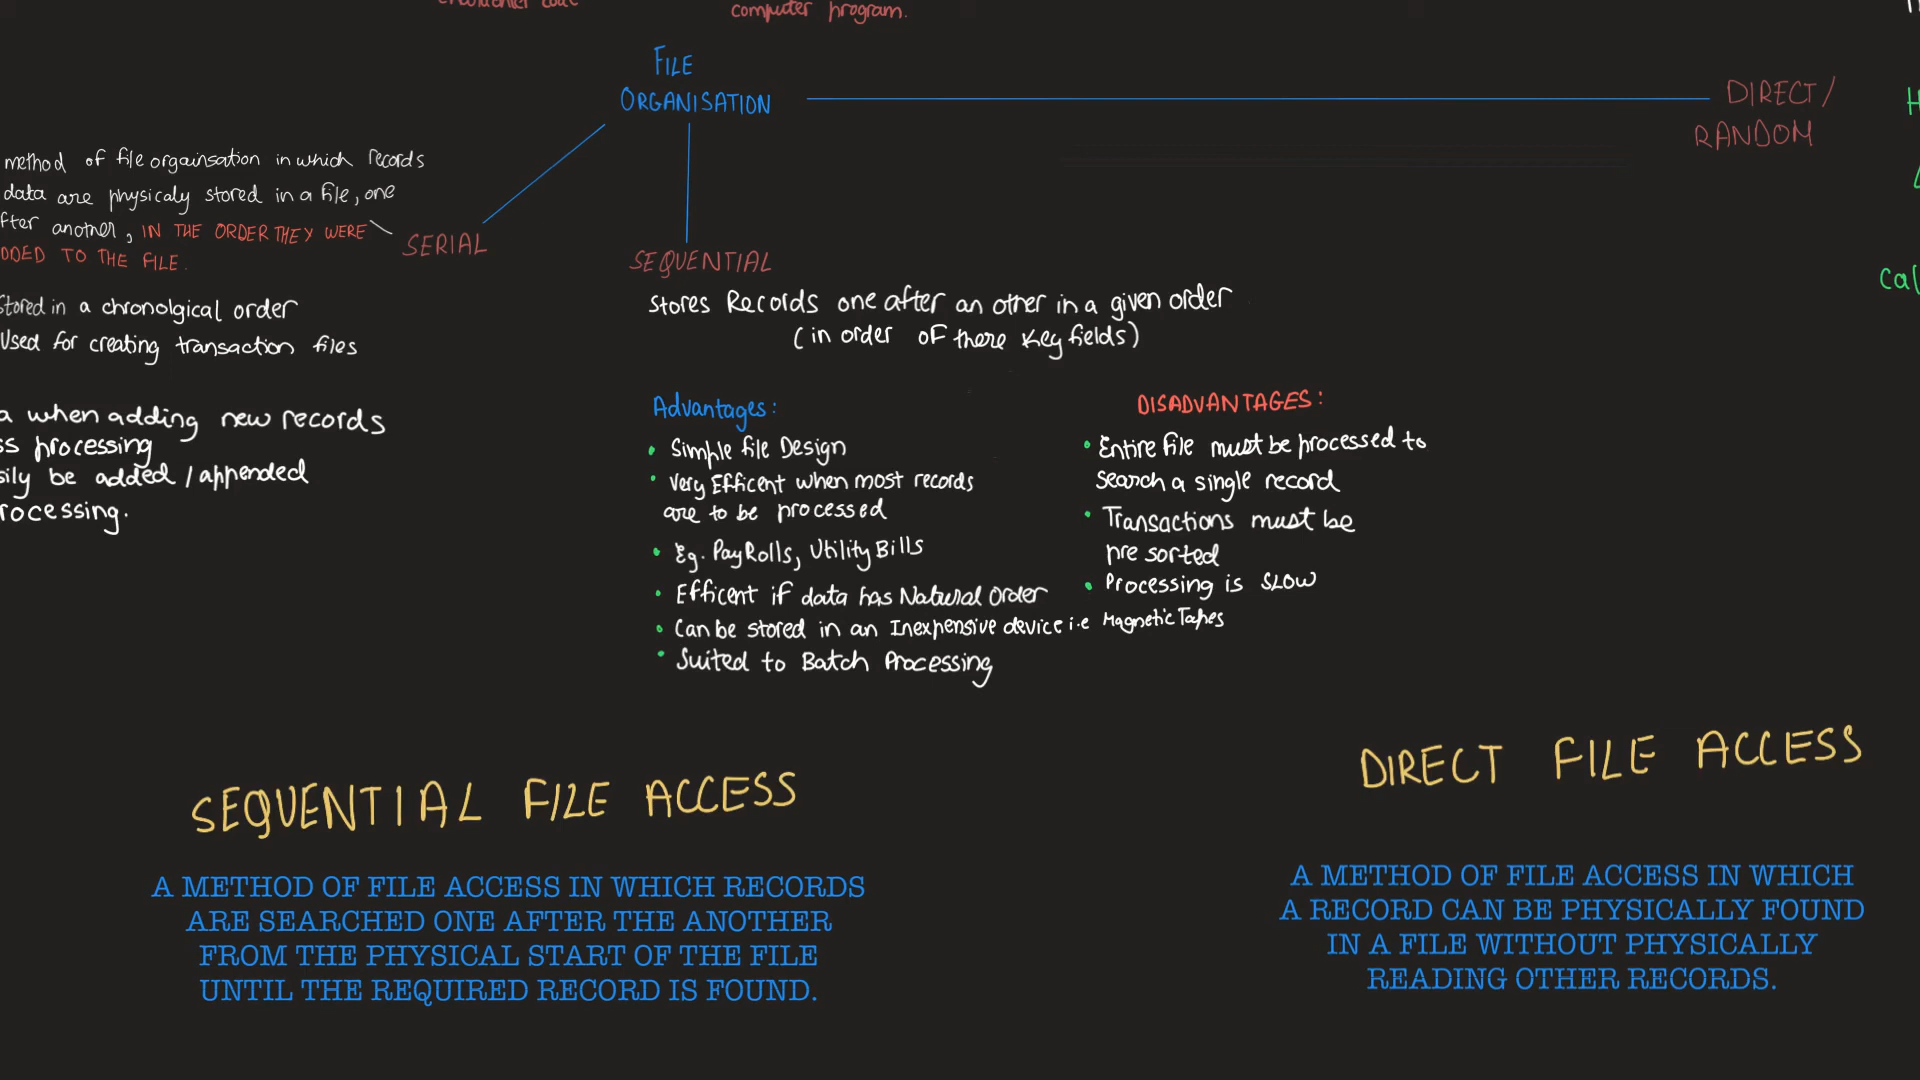 computer program.
FILE
ORGANISATION
DIRECT/
RANDOM
method of file orgainsation in which records
data are physicaly stored in a file, one
after another, IN THE ORDER THEY WERE
ADDED TO THE FILE.
SERIAL
Stored in a chronolgical order
Used for creating transaction files
a when adding new records
ss processing
sily be added / appended
rocessing.
SEQUENTIAL
Stores Records one after an other in a given order
(in order of there key fields)
Advantages:
• Simple file Design
• Very Efficent when most records
are to be processed
• Eg. PayRolls, Utility Bills
• Efficent if data has Natural Order
• Can be stored in an Inexpensive device i.e Magnetic Tapes
• Suited to Batch Processing
DISADVANTAGES:
• Entire file must be processed to
search a single record
• Transactions must be
pre sorted
• Processing is SLOW
Cal
SEQUENTIAL FILE ACCESS
A METHOD OF FILE ACCESS IN WHICH RECORDS
ARE SEARCHED ONE AFTER THE ANOTHER
FROM THE PHYSICAL START OF THE FILE
UNTIL THE REQUIRED RECORD IS FOUND.
DIRECT FILE ACCESS
A METHOD OF FILE ACCESS IN WHICH
A RECORD CAN BE PHYSICALLY FOUND
IN A FILE WITHOUT PHYSICALLY
READING OTHER RECORDS.